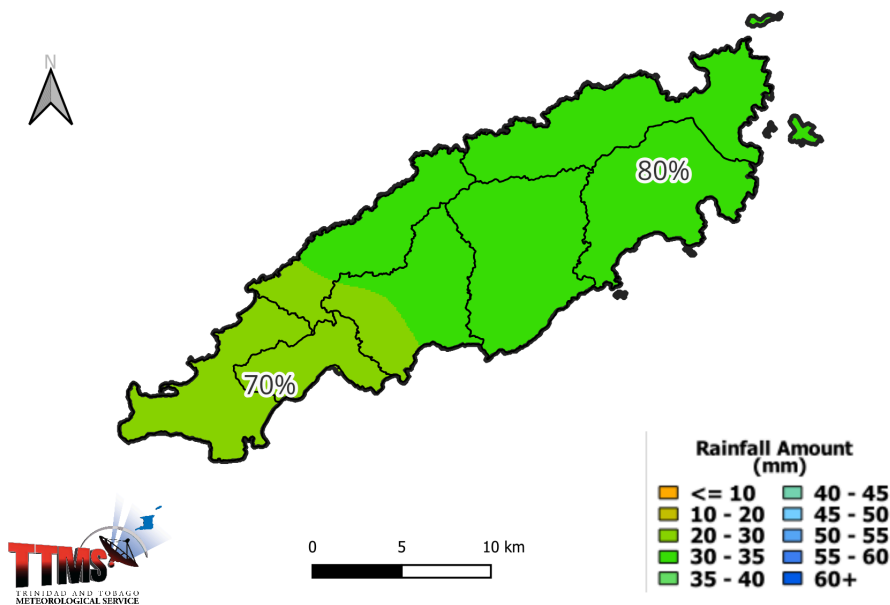 N
80%
70%
Rainfall Amount
(mm)
<= 10
10 - 20
20 - 30
30 - 35
35 - 40
40 - 45
45 - 50
50 - 55
55 - 60
60+
0 5 10 km
TTMS
TRINIDAD AND TOBAGO
METEOROLOGICAL SERVICE